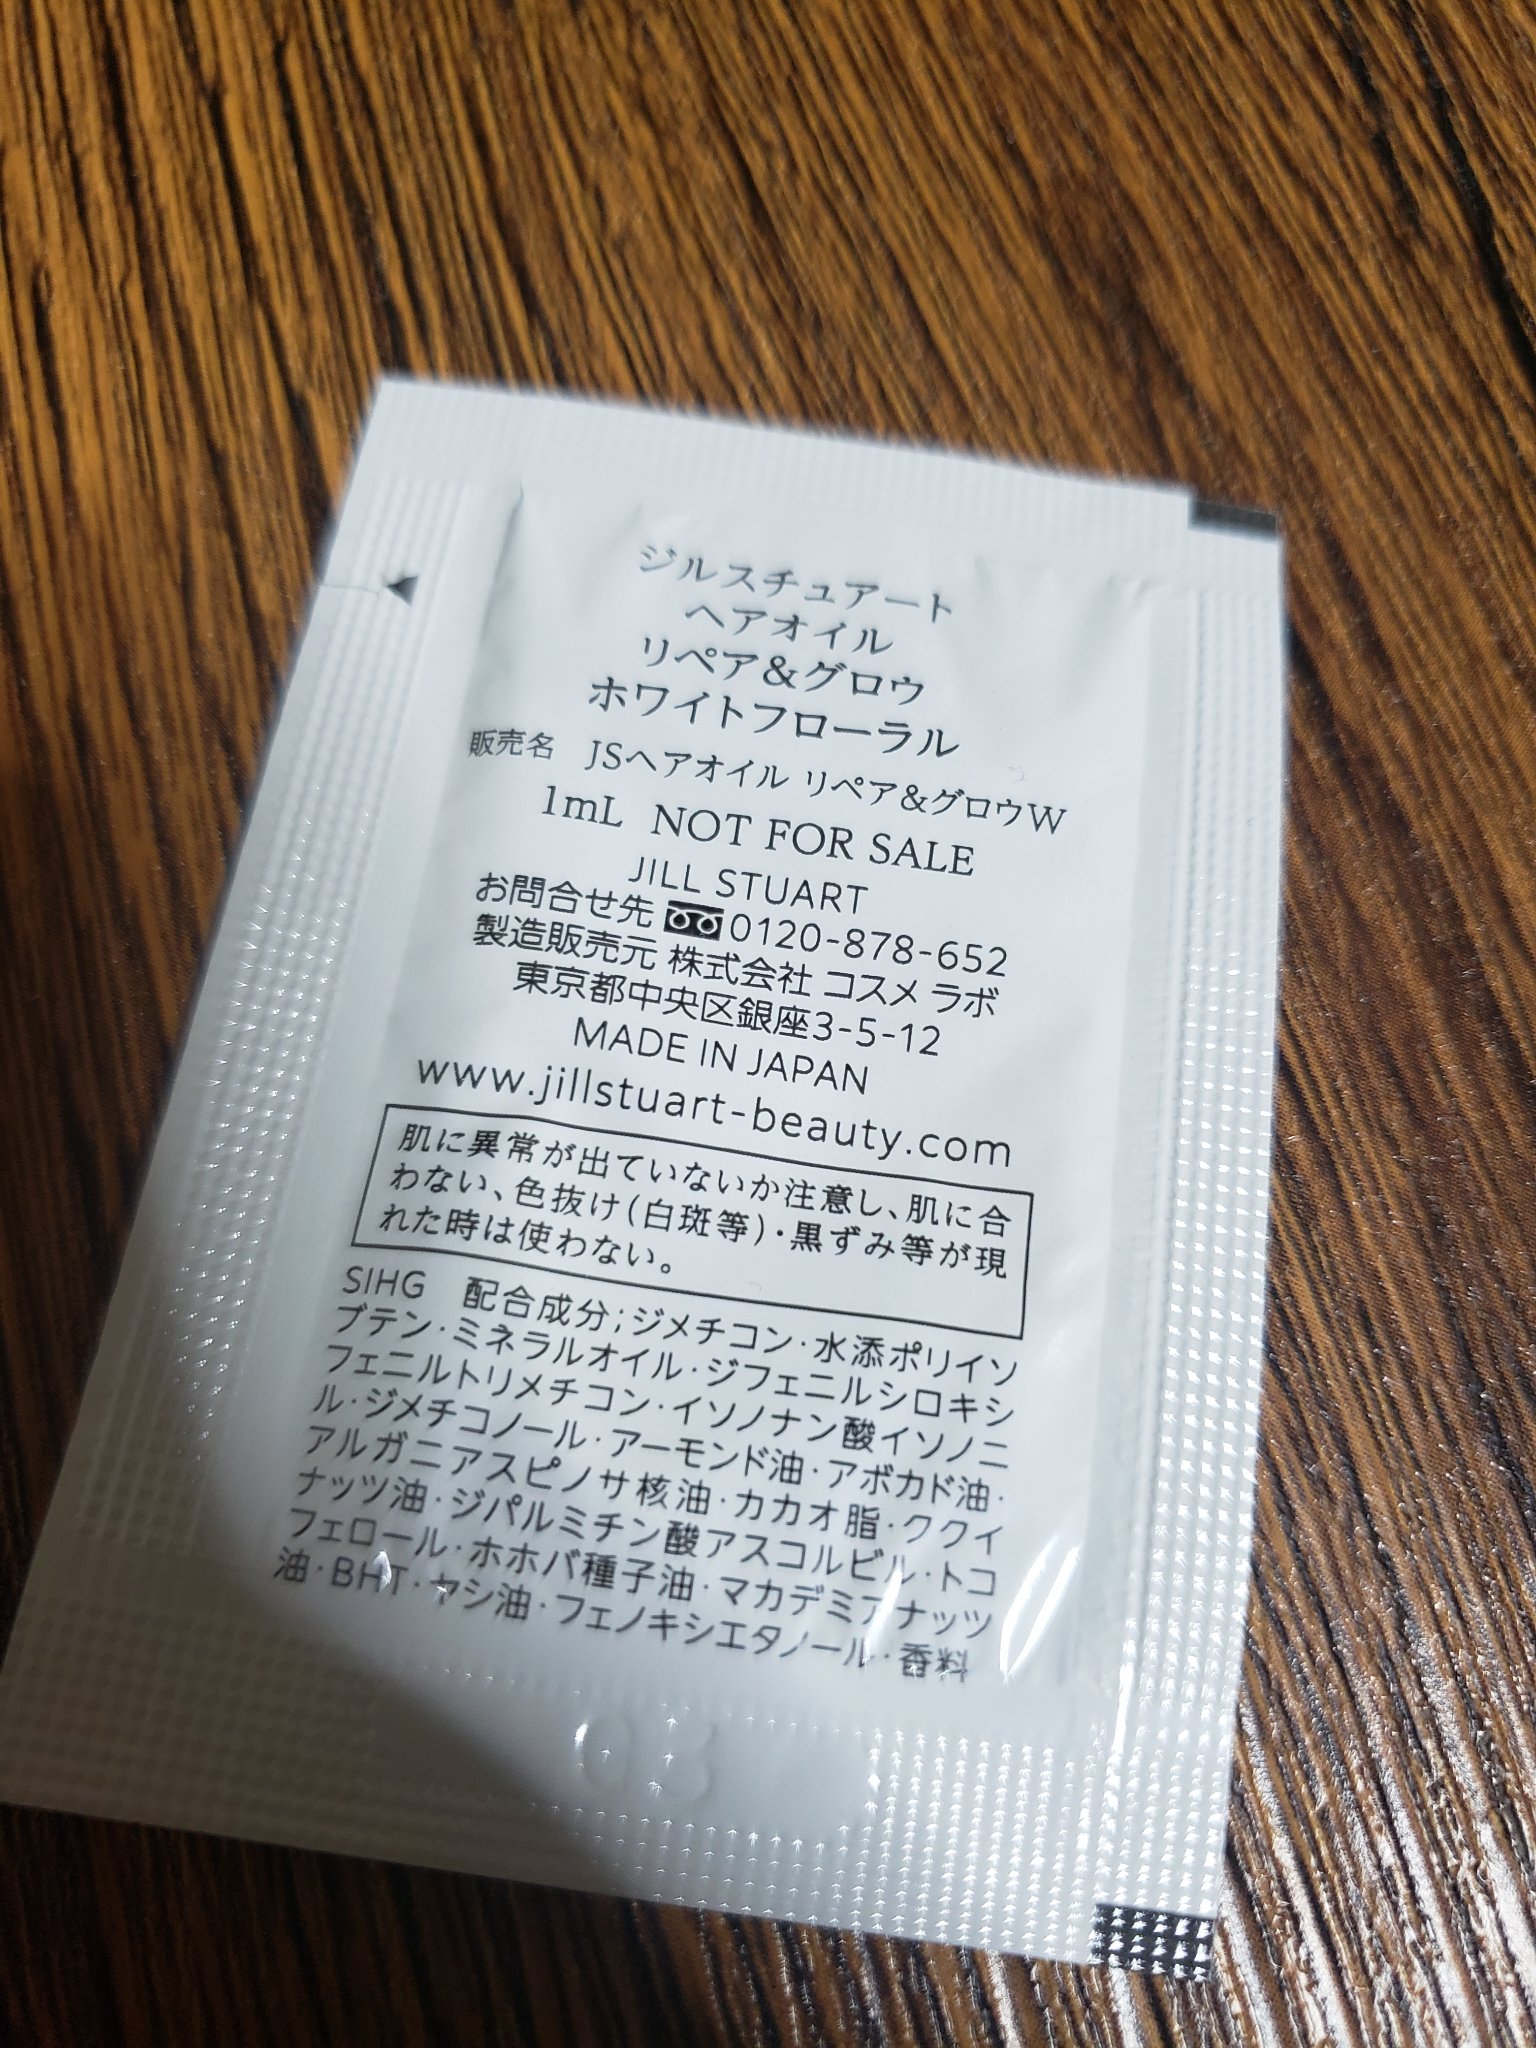 ジルスチュアート
ヘアオイル
リペア&グロウ
ホワイトフローラル
販売名　JSヘアオイル リペア&グロウW
1mL NOT FOR SALE
JILL STUART
お問合せ先 0120-878-652
製造販売元 株式会社 コスメ ラボ
東京都中央区銀座3-5-12
MADE IN JAPAN
www.jillstuart-beauty.com
肌に異常が出ていないか注意し、肌に合
わない、色抜け(白斑等)・黒ずみ等が現
れた時は使わない。
SIHG　配合成分;ジメチコン・水添ポリイソ
ブテン・ミネラルオイル・ジフェニルシロキシ
フェニルトリメチコン・イソノナン酸イソノニ
ル・ジメチコノール・アーモンド油・アボカド油・
アルガニアスピノサ核油・カカオ脂・ククイ
ナッツ油・ジパルミチン酸アスコルビル・トコ
フェロール・ホホバ種子油・マカデミアナッツ
油・BHT・ヤシ油・フェノキシエタノール・香料